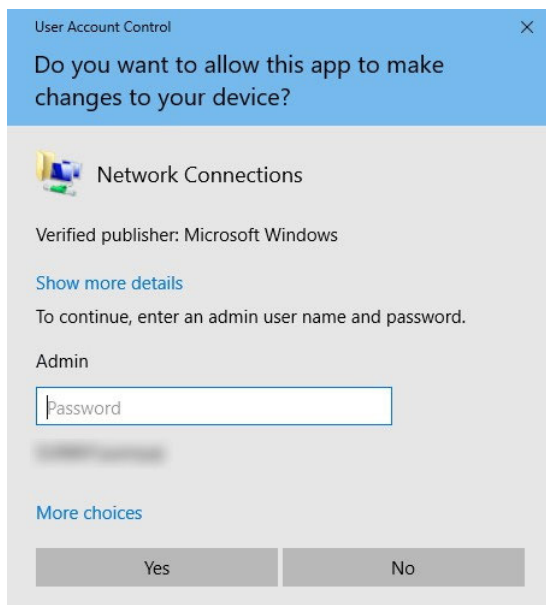 User Account Control
Do you want to allow this app to make
changes to your device?
Network Connections
Verified publisher: Microsoft Windows
Show more details
To continue, enter an admin user name and password.
Admin
Password
More choices
Yes
No